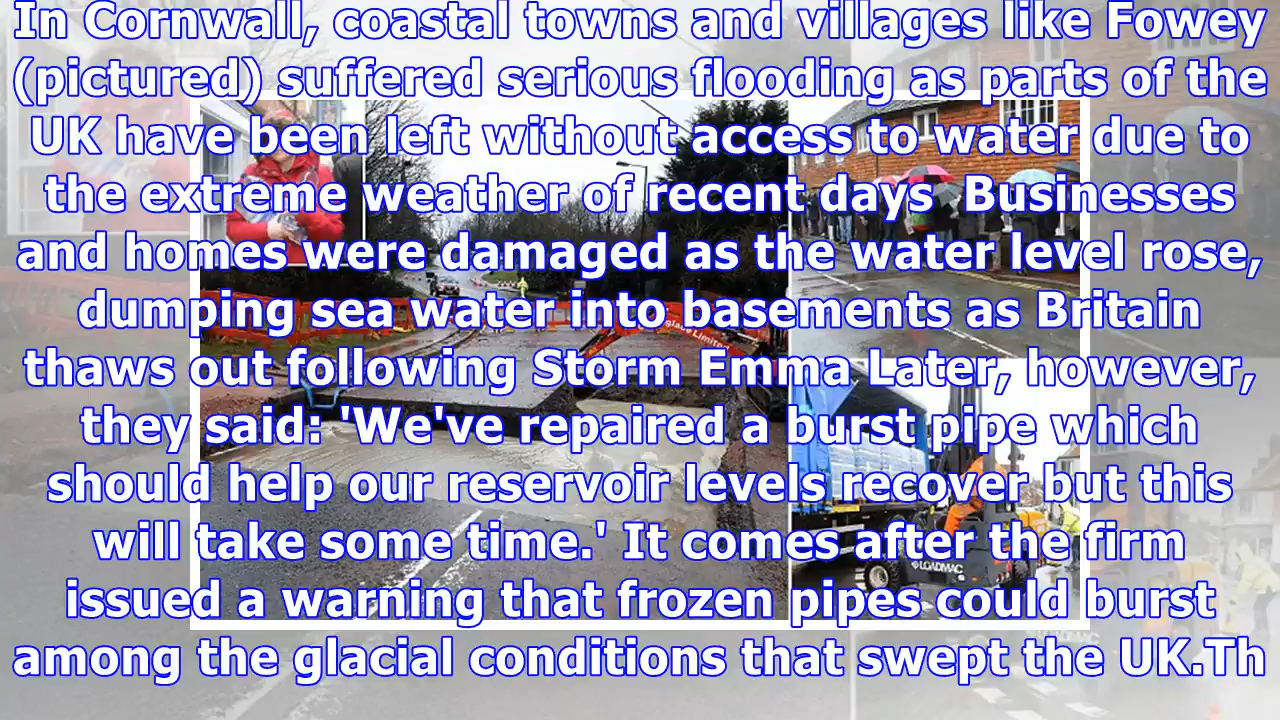 In Cornwall, coastal towns and villages like Fowey
(pictured) suffered serious flooding as parts of the
UK have been left without access to water due to
the extreme weather of recent days  Businesses
and homes were damaged as the water level rose,
dumping sea water into basements as Britain
thaws out following Storm Emma Later, however,
they said: 'We've repaired a burst pipe which
should help our reservoir levels recover but this
will take some time.' It comes after the firm
issued a warning that frozen pipes could burst
among the glacial conditions that swept the UK.Th
Limited
LOADMAC